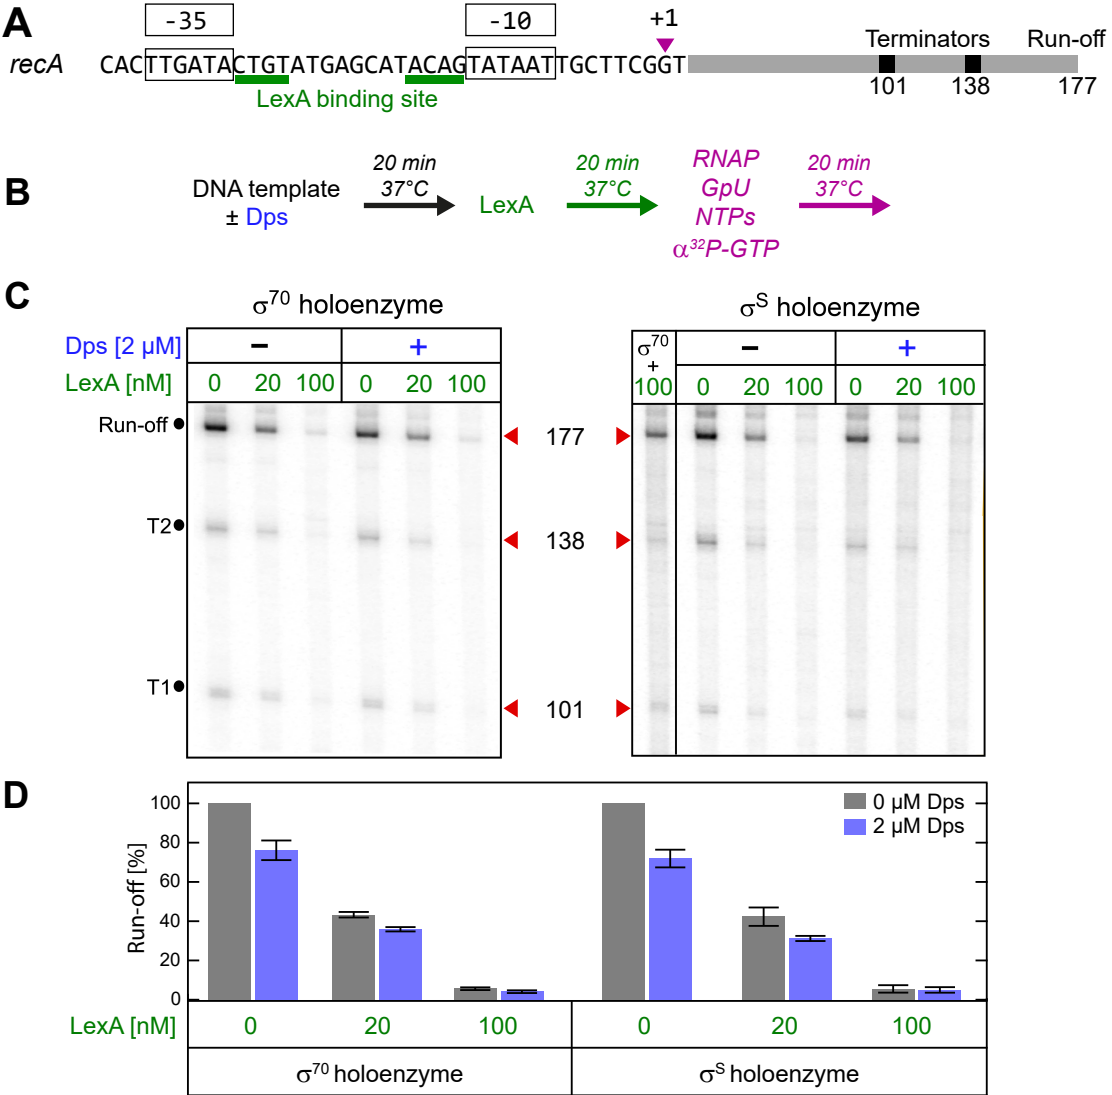 A
-35
-10
+1
recA
CACTTGATACTGTATGAGCATACAGTATAATTGCTTCGGT
Terminators
Run-off
LexA binding site
101
138
177
B
DNA template
± Dps
20 min
37°C
LexA
20 min
37°C
RNAP
GpU
NTPs
α³²P-GTP
20 min
37°C
C
σ⁷⁰ holoenzyme
σˢ holoenzyme
Dps [2 µM]
−
+
σ⁷⁰
+
−
+
LexA [nM]
0 20 100 0 20 100
100 0 20 100 0 20 100
Run-off
177
T2
138
T1
101
D
Run-off [%]
100
80
60
40
20
0
0 µM Dps
2 µM Dps
LexA [nM]
0 20 100 0 20 100
σ⁷⁰ holoenzyme
σˢ holoenzyme